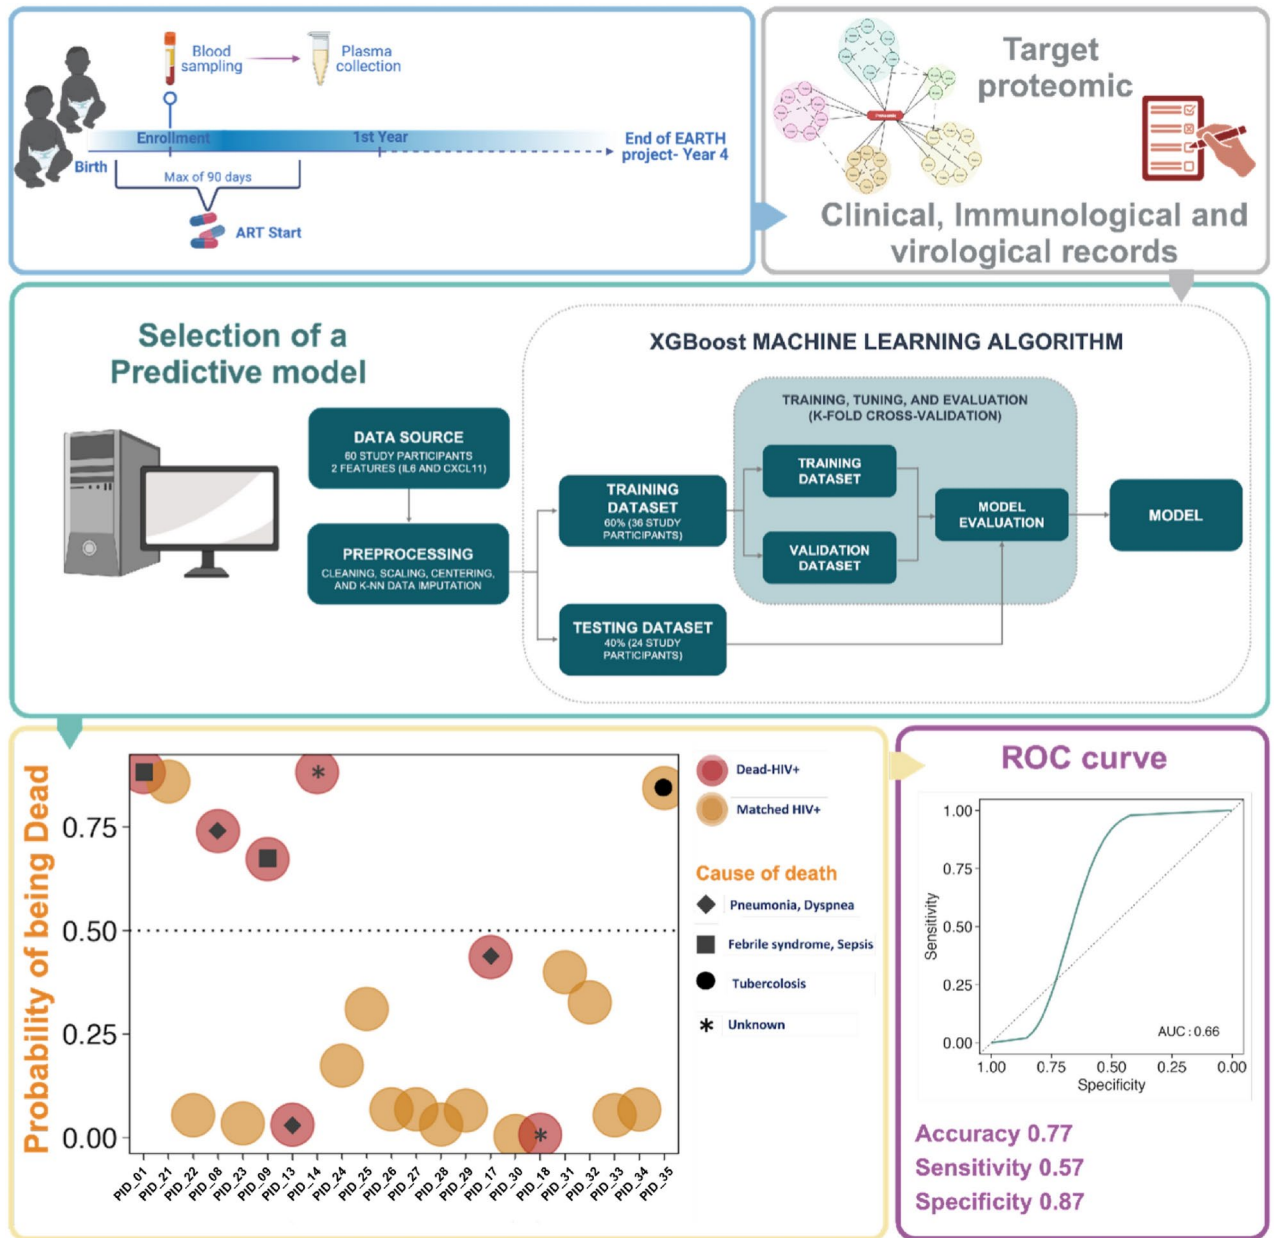 Blood
sampling
Plasma
collection
Enrollment
1st Year
End of EARTH
project- Year 4
Birth
Max of 90 days
ART Start
Target
proteomic
Clinical, Immunological and
virological records
Selection of a
Predictive model
XGBoost MACHINE LEARNING ALGORITHM
DATA SOURCE
60 STUDY PARTICIPANTS
2 FEATURES (IL6 AND CXCL11)
PREPROCESSING
CLEANING, SCALING, CENTERING,
AND K-NN DATA IMPUTATION
TRAINING
DATASET
60% (36 STUDY
PARTICIPANTS)
TESTING DATASET
40% (24 STUDY
PARTICIPANTS)
TRAINING, TUNING, AND EVALUATION
(K-FOLD CROSS-VALIDATION)
TRAINING
DATASET
VALIDATION
DATASET
MODEL
EVALUATION
MODEL
Probability of being Dead
0.75
0.50
0.25
0.00
PID_01
PID_21
PID_22
PID_08
PID_23
PID_09
PID_13
PID_14
PID_24
PID_25
PID_26
PID_27
PID_28
PID_29
PID_17
PID_30
PID_18
PID_31
PID_32
PID_33
PID_34
PID_35
Dead-HIV+
Matched HIV+
Cause of death
Pneumonia, Dyspnea
Febrile syndrome, Sepsis
Tubercolosis
Unknown
ROC curve
Sensitivity
1.00
0.75
0.50
0.25
0.00
AUC : 0.66
1.00
0.75
0.50
0.25
0.00
Specificity
Accuracy 0.77
Sensitivity 0.57
Specificity 0.87